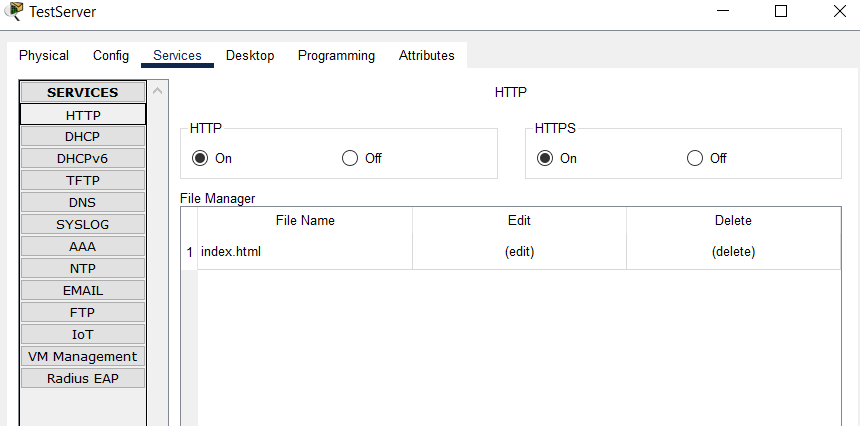 TestServer
Physical Config Services Desktop Programming Attributes
SERVICES
HTTP
DHCP
DHCPv6
TFTP
DNS
SYSLOG
AAA
NTP
EMAIL
FTP
IoT
VM Management
Radius EAP
HTTP
HTTP
On Off
HTTPS
On Off
File Manager
File Name Edit Delete
1 index.html (edit) (delete)